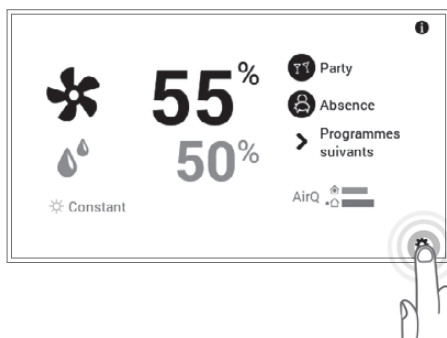 55%
50%
Constant
Party
Absence
Programmes
suivants
AirQ